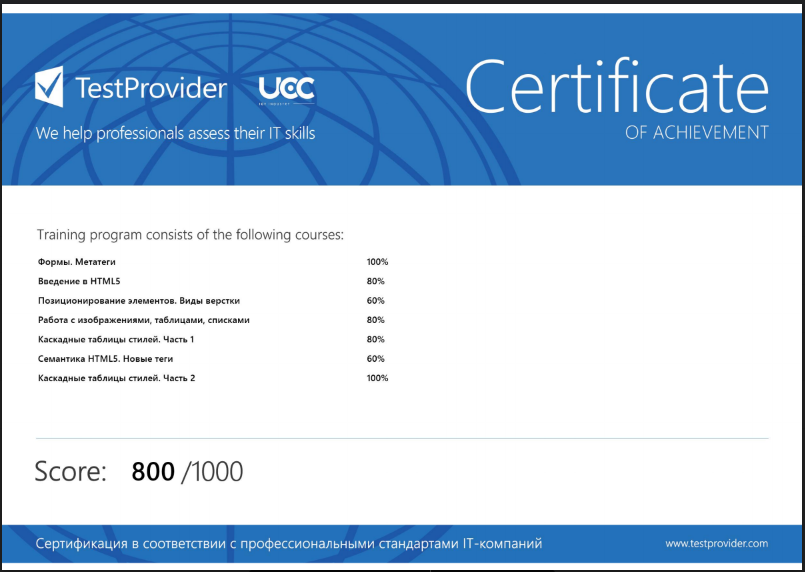 TestProvider UCC
We help professionals assess their IT skills
Certificate
OF ACHIEVEMENT
Training program consists of the following courses:
Формы. Метатеги 100%
Введение в HTML5 80%
Позиционирование элементов. Виды верстки 60%
Работа с изображениями, таблицами, списками 80%
Каскадные таблицы стилей. Часть 1 80%
Семантика HTML5. Новые теги 60%
Каскадные таблицы стилей. Часть 2 100%
Score: 800 /1000
Сертификация в соответствии с профессиональными стандартами IT-компаний www.testprovider.com